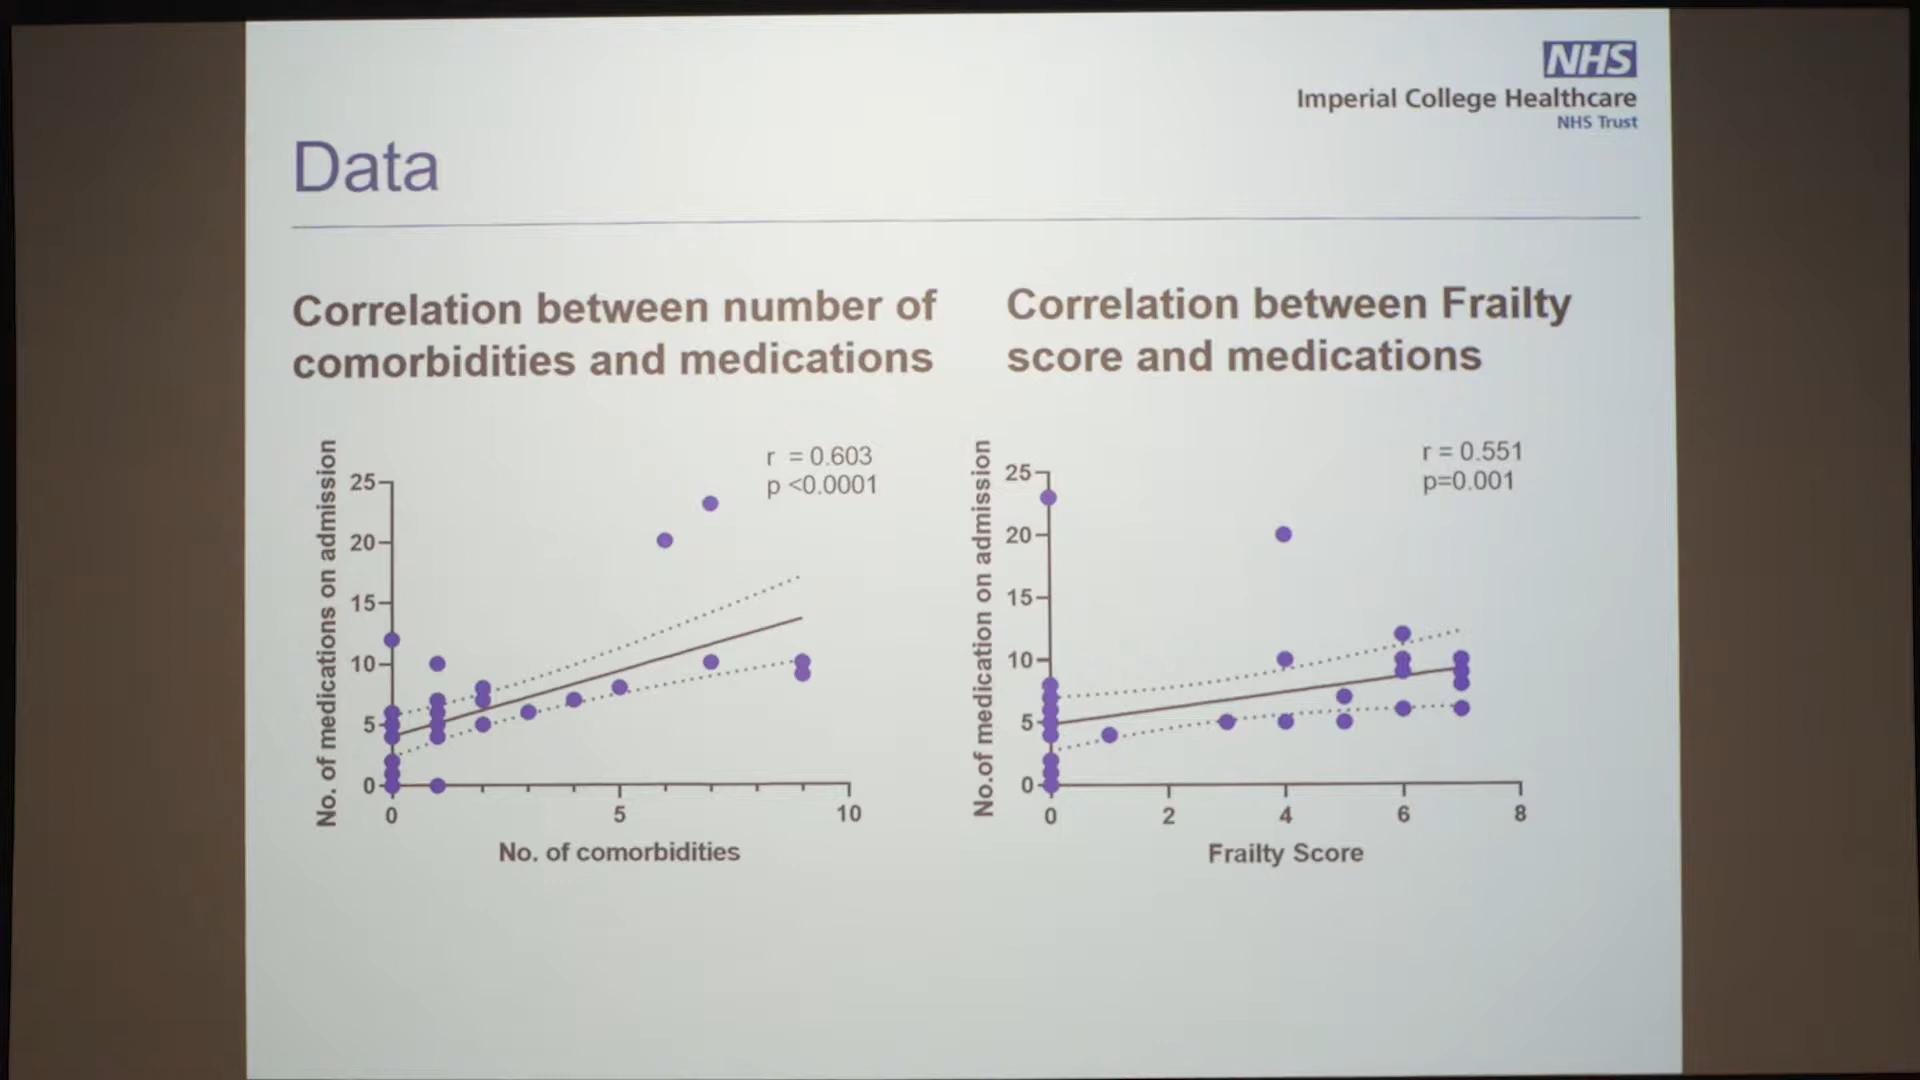 NHS
Imperial College Healthcare
NHS Trust
Data
Correlation between number of
comorbidities and medications
Correlation between Frailty
score and medications
r = 0.603
p <0.0001
No. of medications on admission
25
20
15
10
5
0
0 5 10
No. of comorbidities
r = 0.551
p=0.001
No.of medication on admission
25
20
15
10
5
0
0 2 4 6 8
Frailty Score